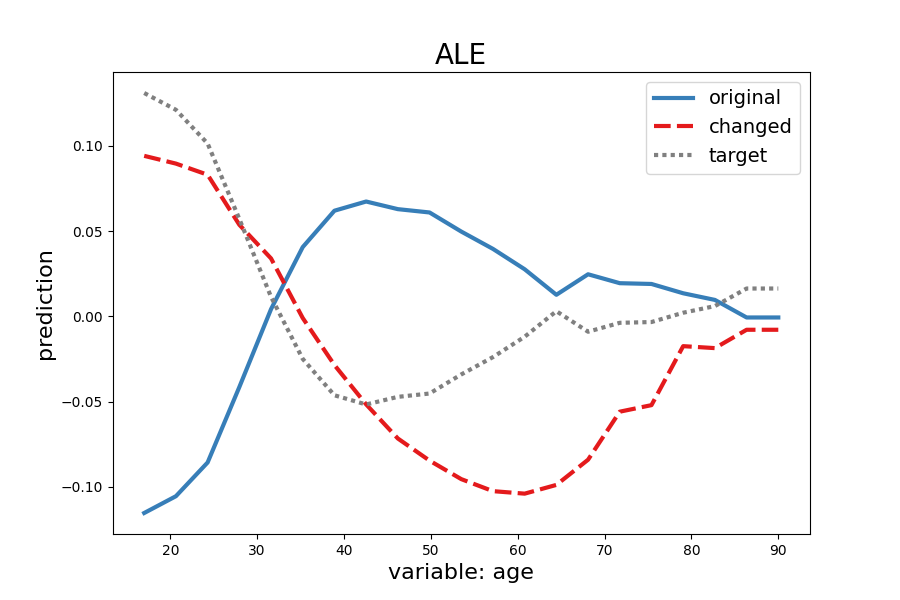 ALE
original
changed
target
prediction
0.10
0.05
0.00
−0.05
−0.10
20 30 40 50 60 70 80 90
variable: age